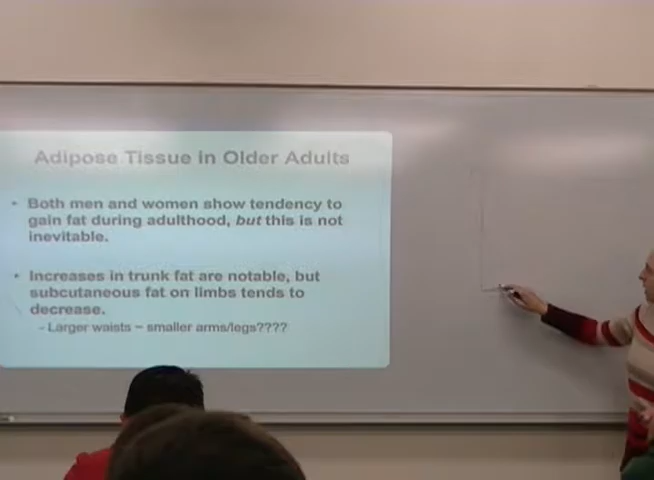 Adipose Tissue in Older Adults
• Both men and women show tendency to
gain fat during adulthood, but this is not
inevitable.
• Increases in trunk fat are notable, but
subcutaneous fat on limbs tends to
decrease.
- Larger waists – smaller arms/legs????